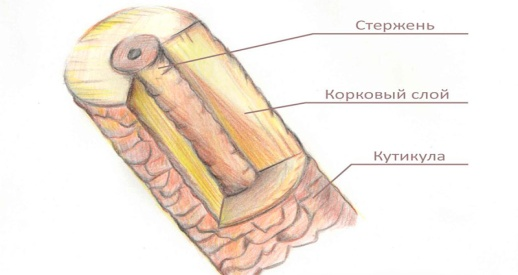 Стержень
Корковый слой
Кутикула